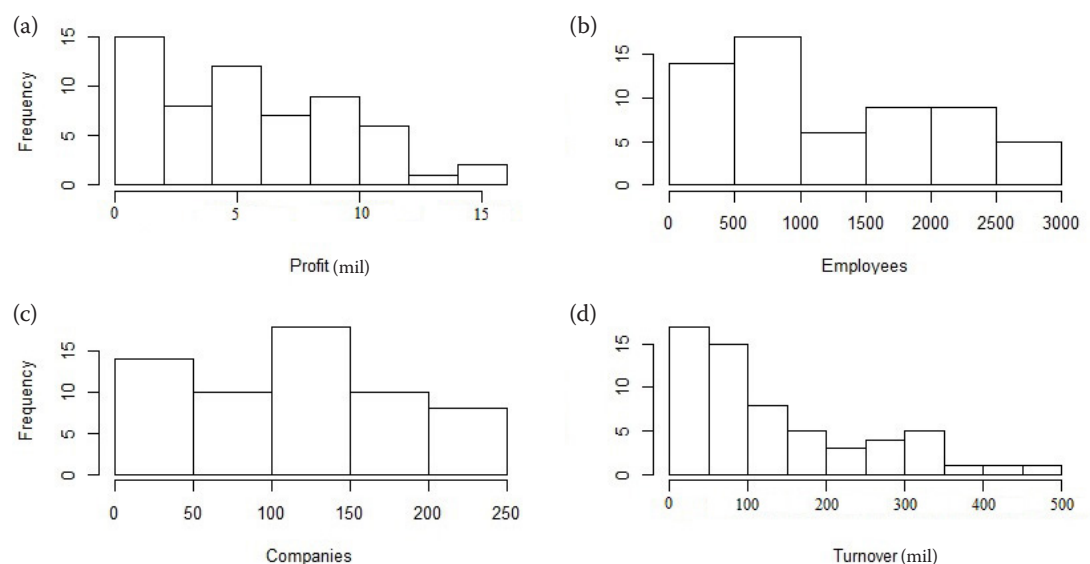 (a)
15
10
5
0
Frequency
0 5 10 15
Profit (mil)
(b)
15
10
5
0
0 500 1000 1500 2000 2500 3000
Employees
(c)
15
10
5
0
Frequency
0 50 100 150 200 250
Companies
(d)
15
10
5
0
0 100 200 300 400 500
Turnover (mil)